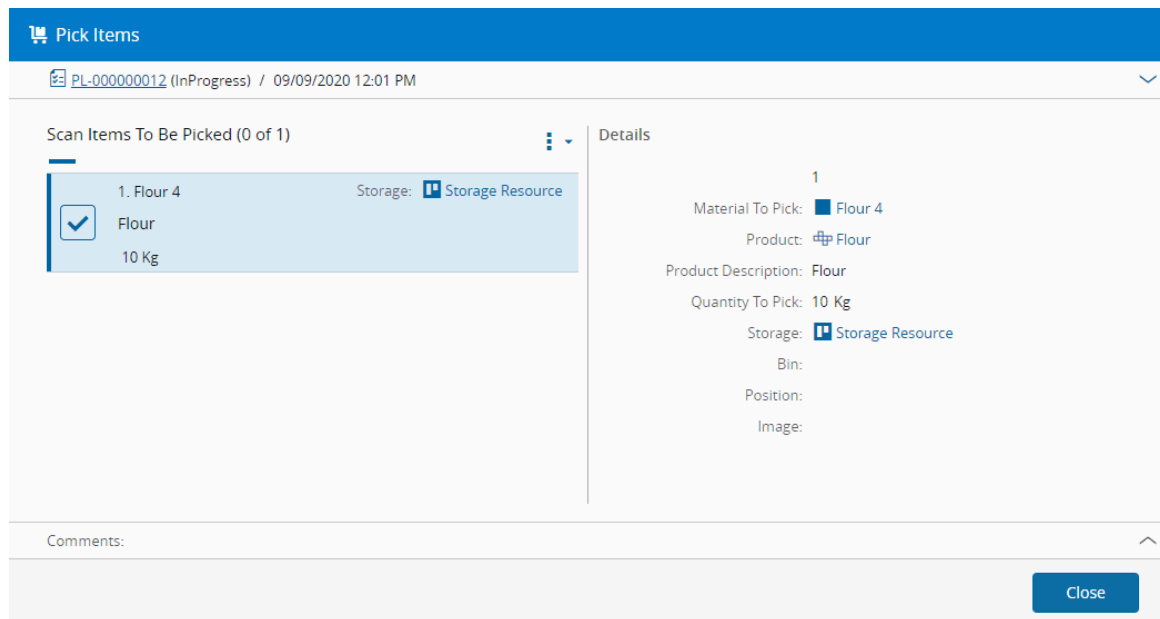 Pick Items
PL-000000012 (InProgress) / 09/09/2020 12:01 PM
Scan Items To Be Picked (0 of 1)
1. Flour 4 Storage: Storage Resource
Flour
10 Kg
Details
1
Material To Pick: Flour 4
Product: Flour
Product Description: Flour
Quantity To Pick: 10 Kg
Storage: Storage Resource
Bin:
Position:
Image:
Comments:
Close